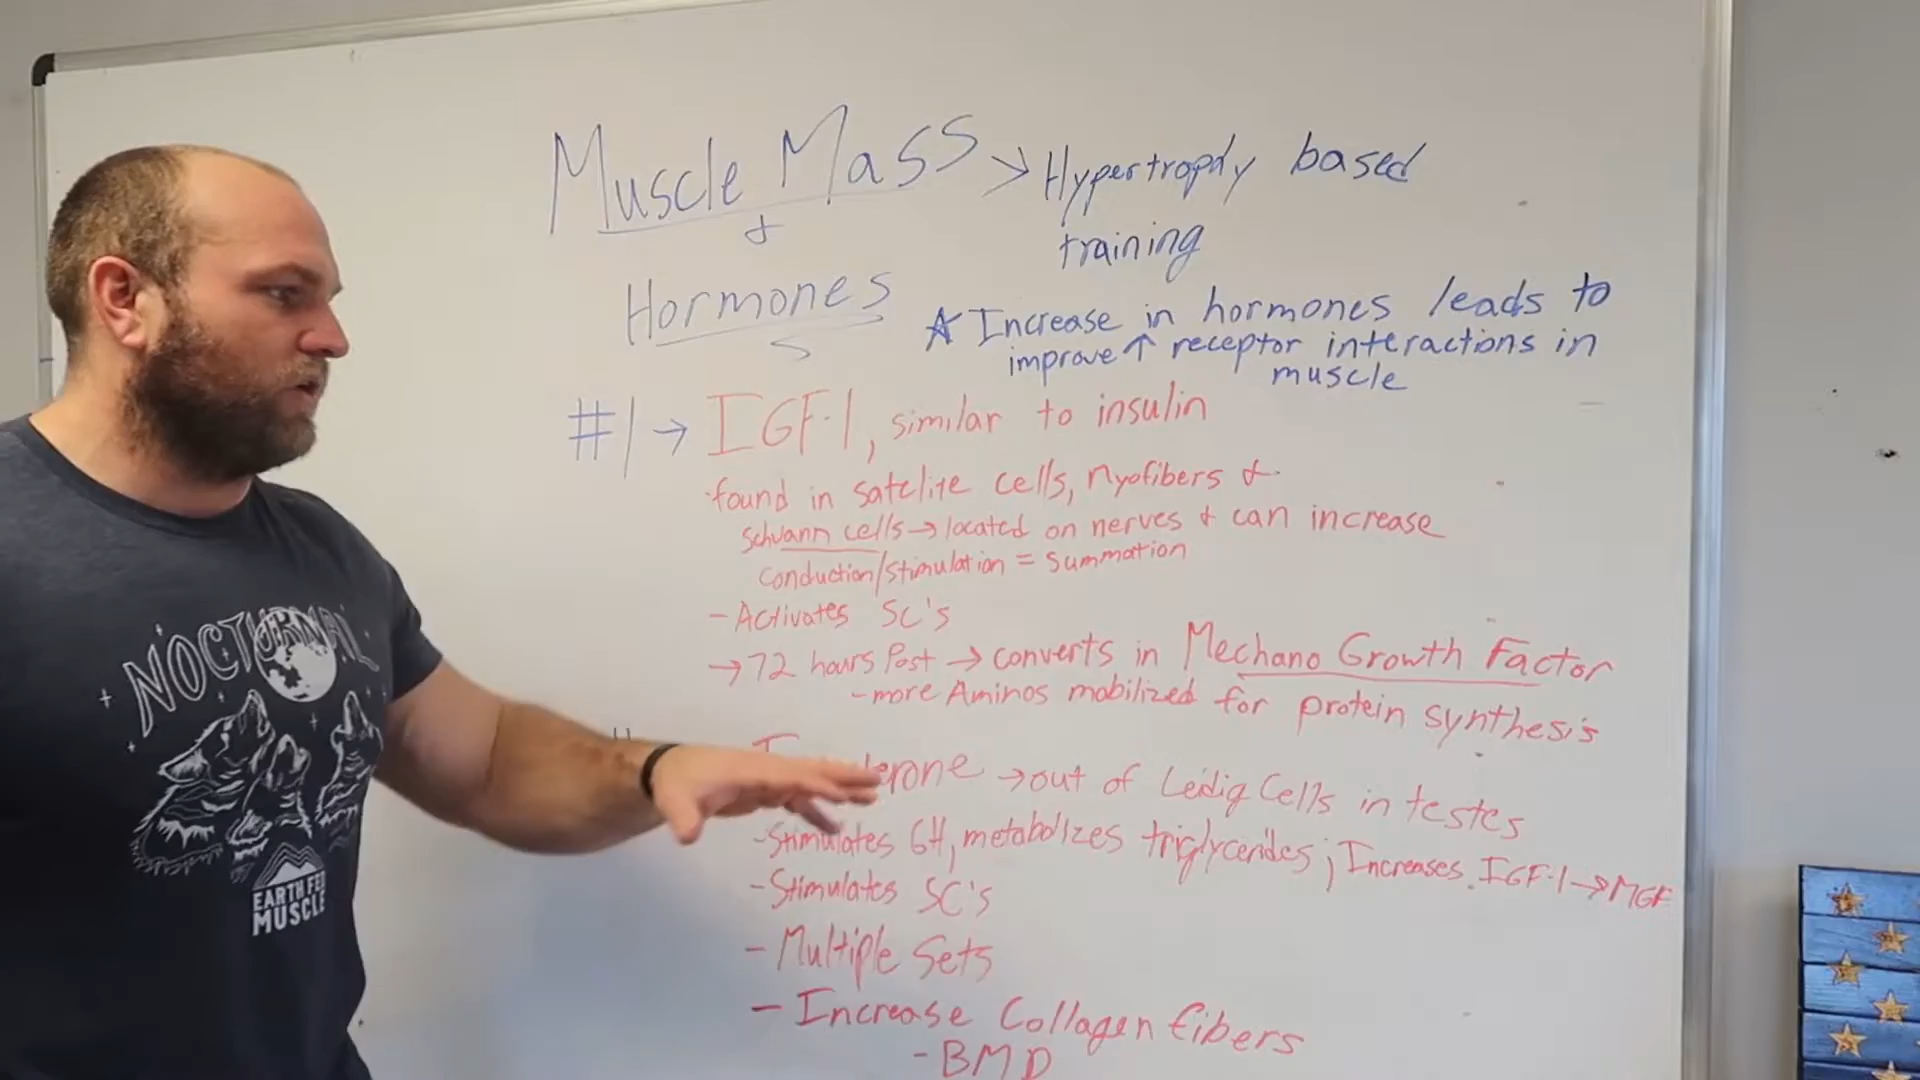 Muscle Mass > Hypertrophy based
training
&
Hormones
★ Increase in hormones leads to
improve ↑ receptor interactions in
muscle
#1 → IGF-1, similar to insulin
·found in satelite cells, myofibers &
Schwann cells → located on nerves & can increase
conduction/stimulation = summation
- Activates SC's
→ 72 hours Post → converts in Mechano Growth Factor
- more Aminos mobilized for protein synthesis
→ out of Leidig Cells in testes
- Stimulates GH, metabolizes triglycerides ; Increases IGF-1 → MGF
- Stimulates SC's
- Multiple Sets
- Increase Collagen fibers
- BMD
NOCTURNAL
EARTH FED
MUSCLE